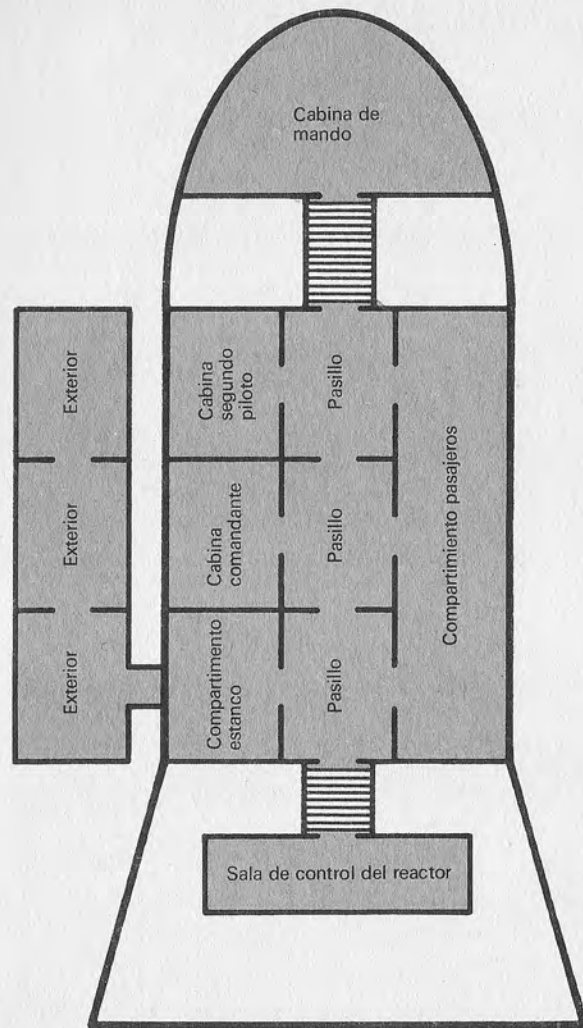 Cabina de
mando
Exterior
Cabina
segundo
piloto
Pasillo
Exterior
Cabina
comandante
Pasillo
Compartimiento pasajeros
Exterior
Compartimento
estanco
Pasillo
Sala de control del reactor